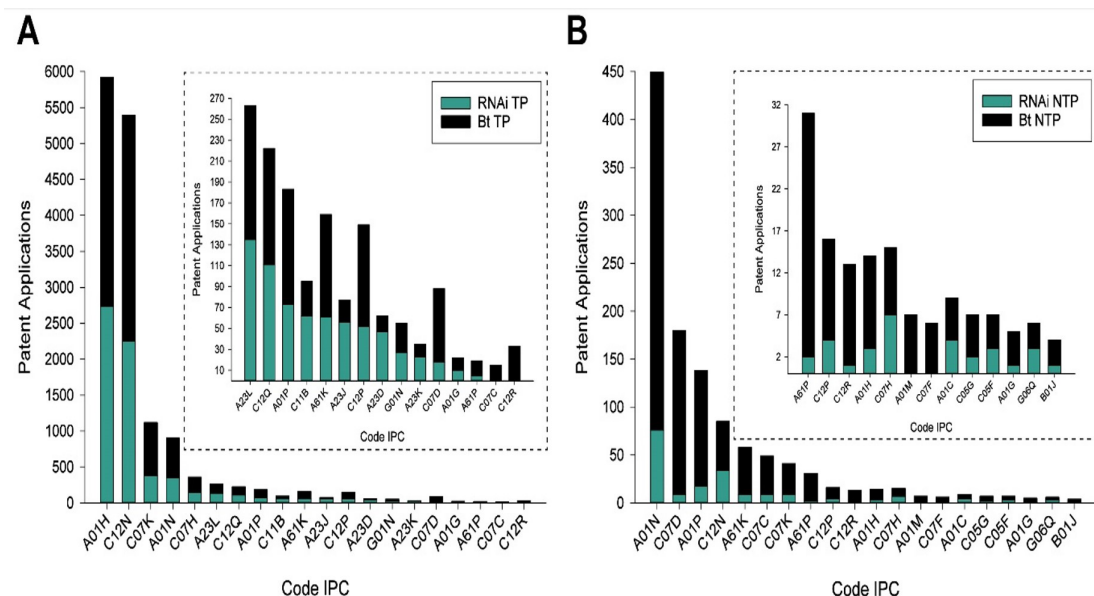 A
Patent Applications
6000
5500
5000
4500
4000
3500
3000
2500
2000
1500
1000
500
0
A01H C12N C07K A01N C07H A23L C12Q A01P C11B A61K A23J C12P A23D G01N A23K C07D A01G A61P C07C C12R
Code IPC
RNAi TP
Bt TP
Patent Applications
270
250
230
210
190
170
150
130
110
90
70
50
30
10
A23L C12Q A01P C11B A61K A23J C12P A23D G01N A23K C07D A01G A61P C07C C12R
Code IPC
B
Patent Applications
450
400
350
300
250
200
150
100
50
0
A01N C07D A01P C12N A61K C07C C07K A61P C12P C12R A01H C07H A01M C07F A01C C05G C05F A01G G06Q B01J
Code IPC
RNAi NTP
Bt NTP
Patent Applications
32
27
22
17
12
7
2
A61P C12P C12R A01H C07H A01M C07F A01C C05G C05F A01G G06Q B01J
Code IPC